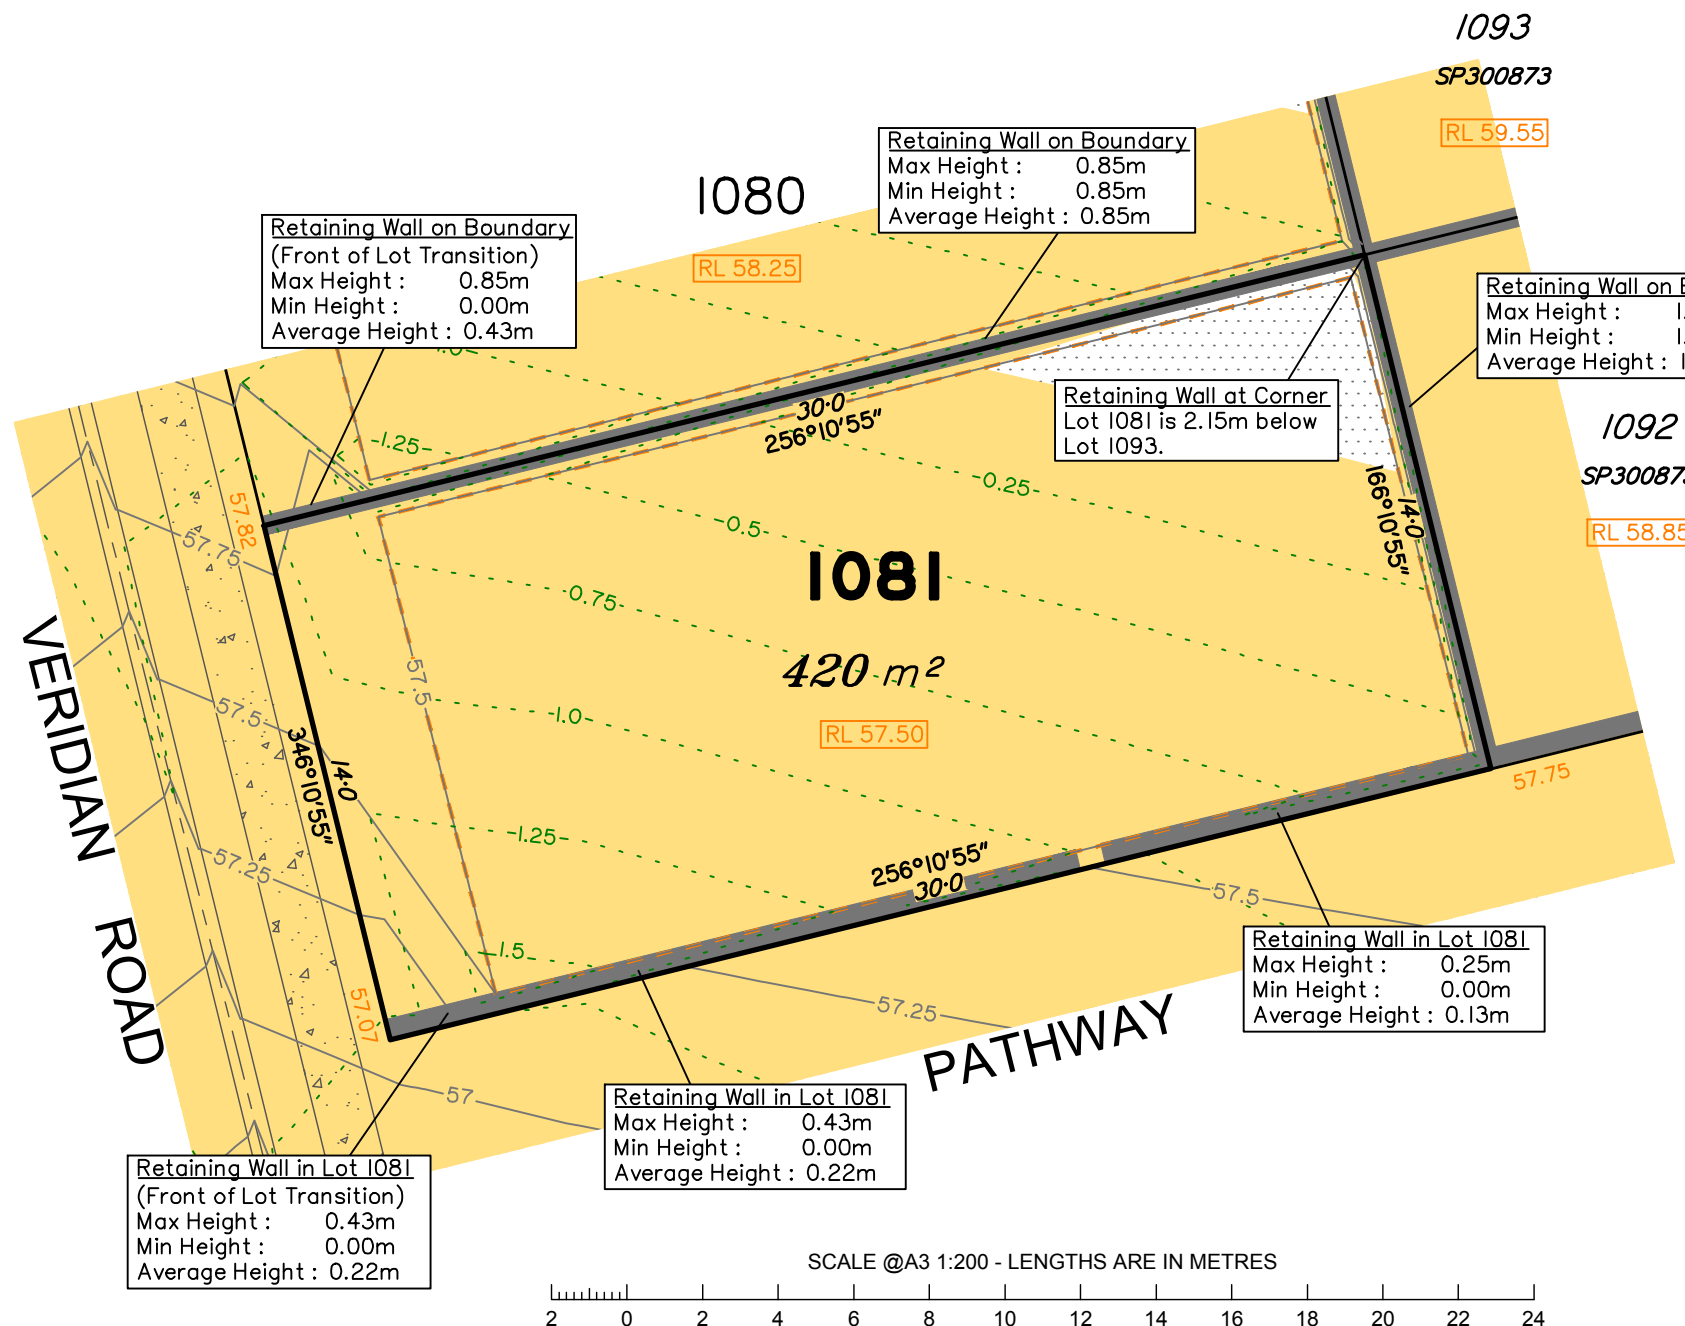 1093
SP300873
RL 59.55
Retaining Wall on Boundary
Max Height : 0.85m
Min Height : 0.85m
Average Height : 0.85m
1080
RL 58.25
Retaining Wall on Boundary
(Front of Lot Transition)
Max Height : 0.85m
Min Height : 0.00m
Average Height : 0.43m
Retaining Wall on B
Max Height : 1.
Min Height : 1.
Average Height : 1
Retaining Wall at Corner
Lot 1081 is 2.15m below
Lot 1093.
1092
SP300873
RL 58.85
30·0
256°10'55"
-1.25-
-0.25
-0.5-
-0.75
-1.0-
-1.25-
-1.5
57.82
57.75
14·0
166°10'55"
1081
420 m²
RL 57.50
57.5
57.5
346°10'55"
14·0
57.25
57.07
57
256°10'55"
30·0
57.75
57.5
57.25
VERIDIAN ROAD
PATHWAY
Retaining Wall in Lot 1081
Max Height : 0.25m
Min Height : 0.00m
Average Height : 0.13m
Retaining Wall in Lot 1081
Max Height : 0.43m
Min Height : 0.00m
Average Height : 0.22m
Retaining Wall in Lot 1081
(Front of Lot Transition)
Max Height : 0.43m
Min Height : 0.00m
Average Height : 0.22m
SCALE @A3 1:200 - LENGTHS ARE IN METRES
2 0 2 4 6 8 10 12 14 16 18 20 22 24